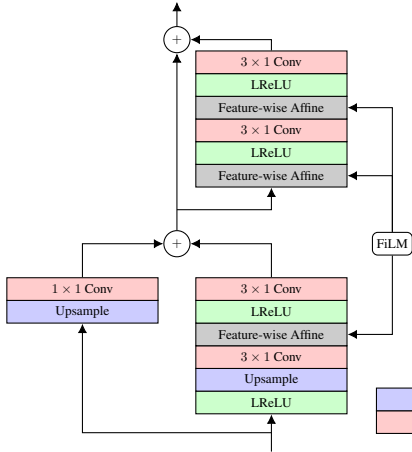 +
3 × 1 Conv
LReLU
Feature-wise Affine
3 × 1 Conv
LReLU
Feature-wise Affine
+
FiLM
1 × 1 Conv
Upsample
3 × 1 Conv
LReLU
Feature-wise Affine
3 × 1 Conv
Upsample
LReLU